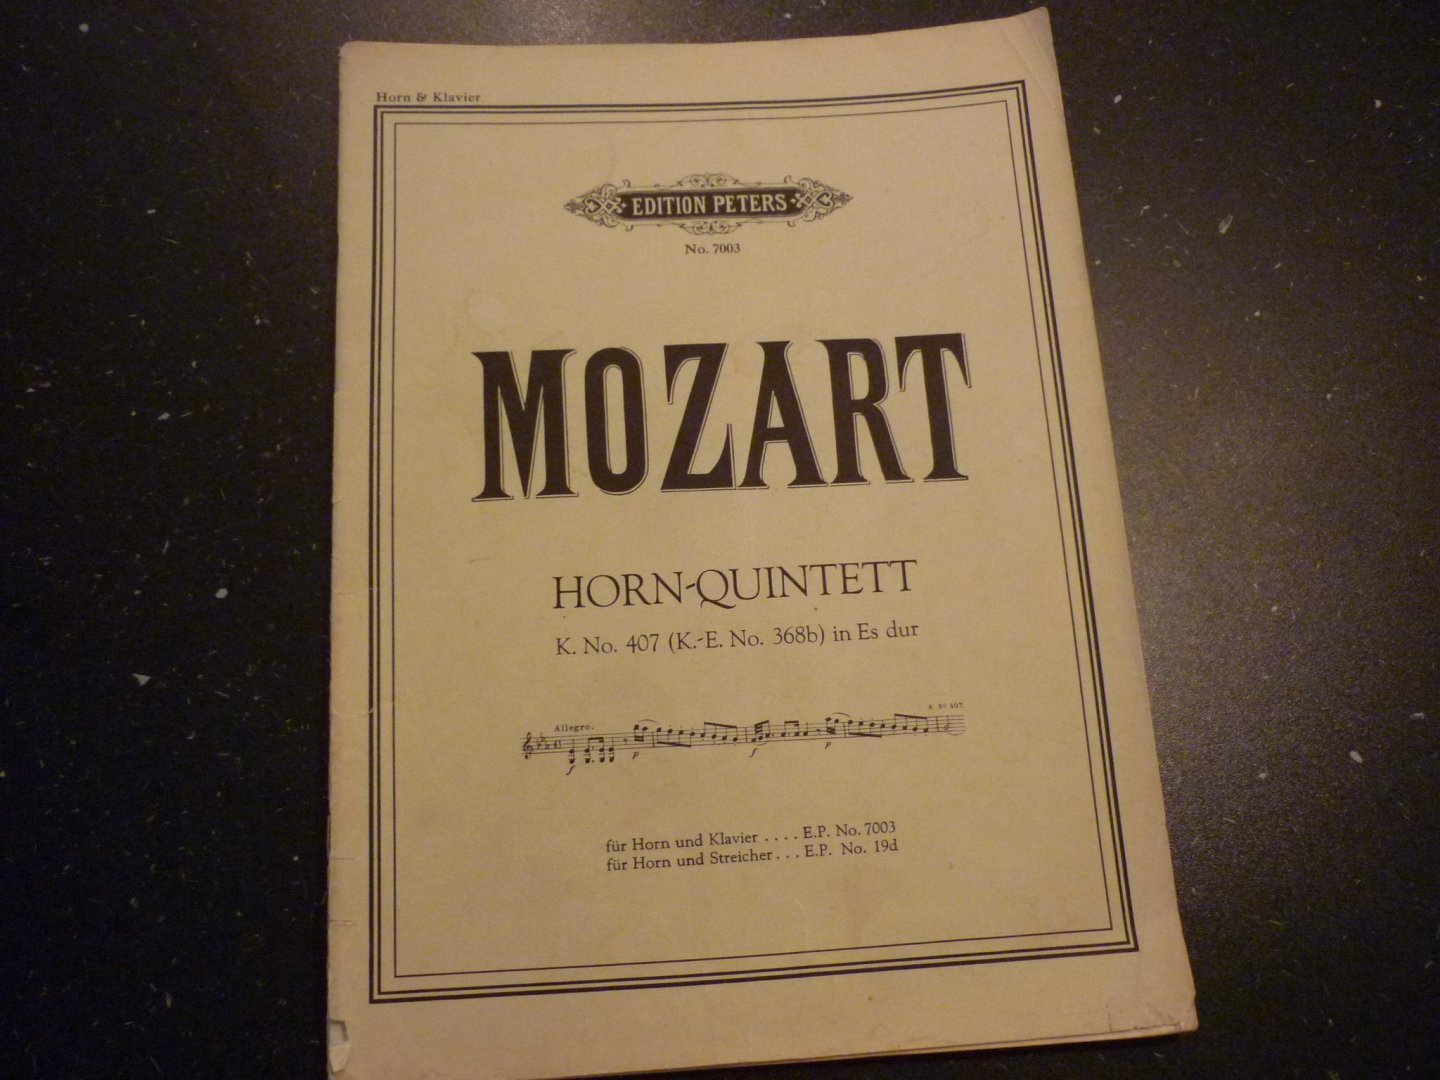 Horn & Klavier
EDITION PETERS
No. 7003
MOZART
HORN-QUINTETT
K. No. 407 (K.-E. No. 368b) in Es dur
K. Nº 407.
Allegro.
f p f p
für Horn und Klavier . . . . E.P. No. 7003
für Horn und Streicher . . . E.P. No. 19d